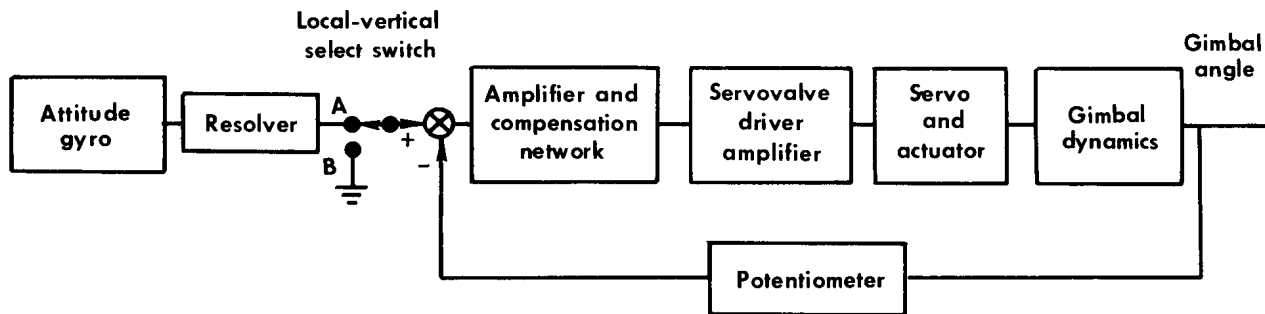 Local-vertical
select switch
Gimbal
angle
Attitude
gyro
Resolver
A
B
+
-
Amplifier and
compensation
network
Servovalve
driver
amplifier
Servo
and
actuator
Gimbal
dynamics
Potentiometer